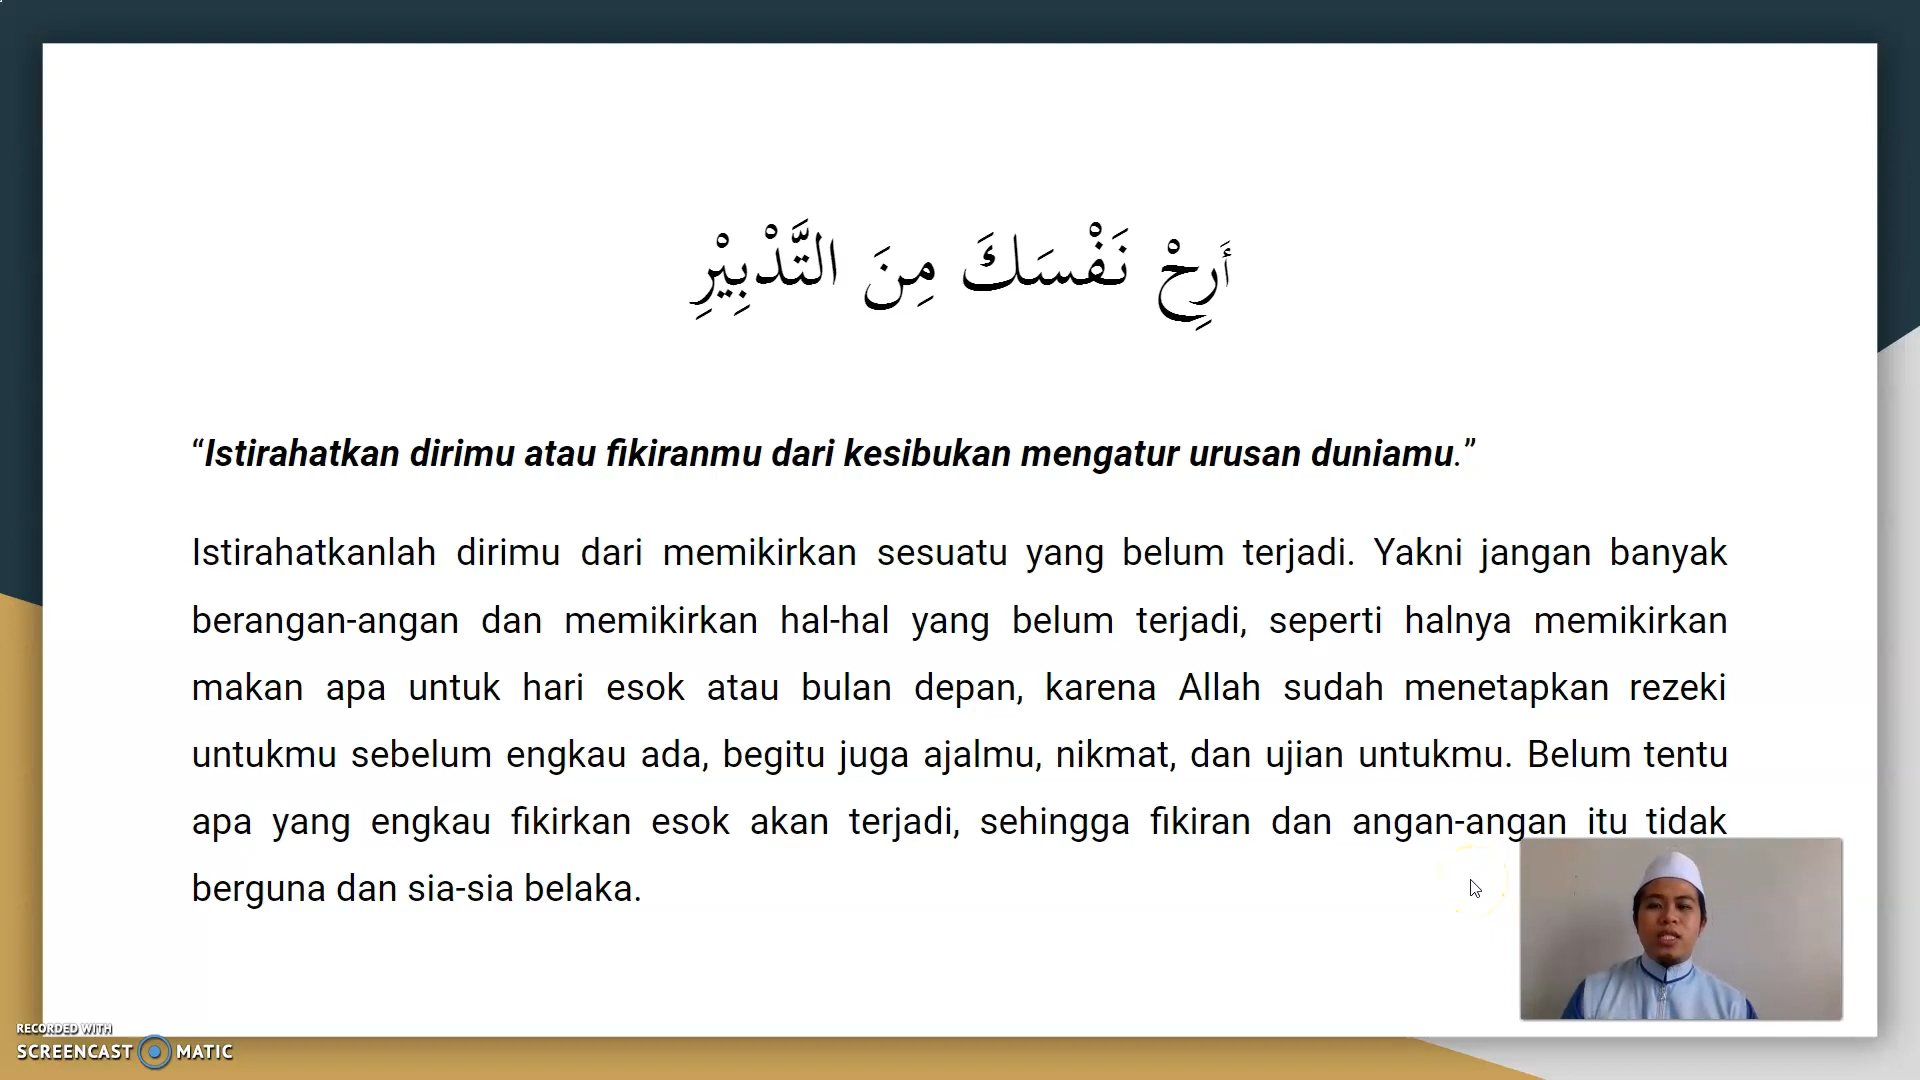 أَرِحْ نَفْسَكَ مِنَ التَّدْبِيْرِ
“Istirahatkan dirimu atau fikiranmu dari kesibukan mengatur urusan duniamu.”
Istirahatkanlah dirimu dari memikirkan sesuatu yang belum terjadi. Yakni jangan banyak
berangan-angan dan memikirkan hal-hal yang belum terjadi, seperti halnya memikirkan
makan apa untuk hari esok atau bulan depan, karena Allah sudah menetapkan rezeki
untukmu sebelum engkau ada, begitu juga ajalmu, nikmat, dan ujian untukmu. Belum tentu
apa yang engkau fikirkan esok akan terjadi, sehingga fikiran dan angan-angan itu tidak
berguna dan sia-sia belaka.
RECORDED WITH
SCREENCAST MATIC